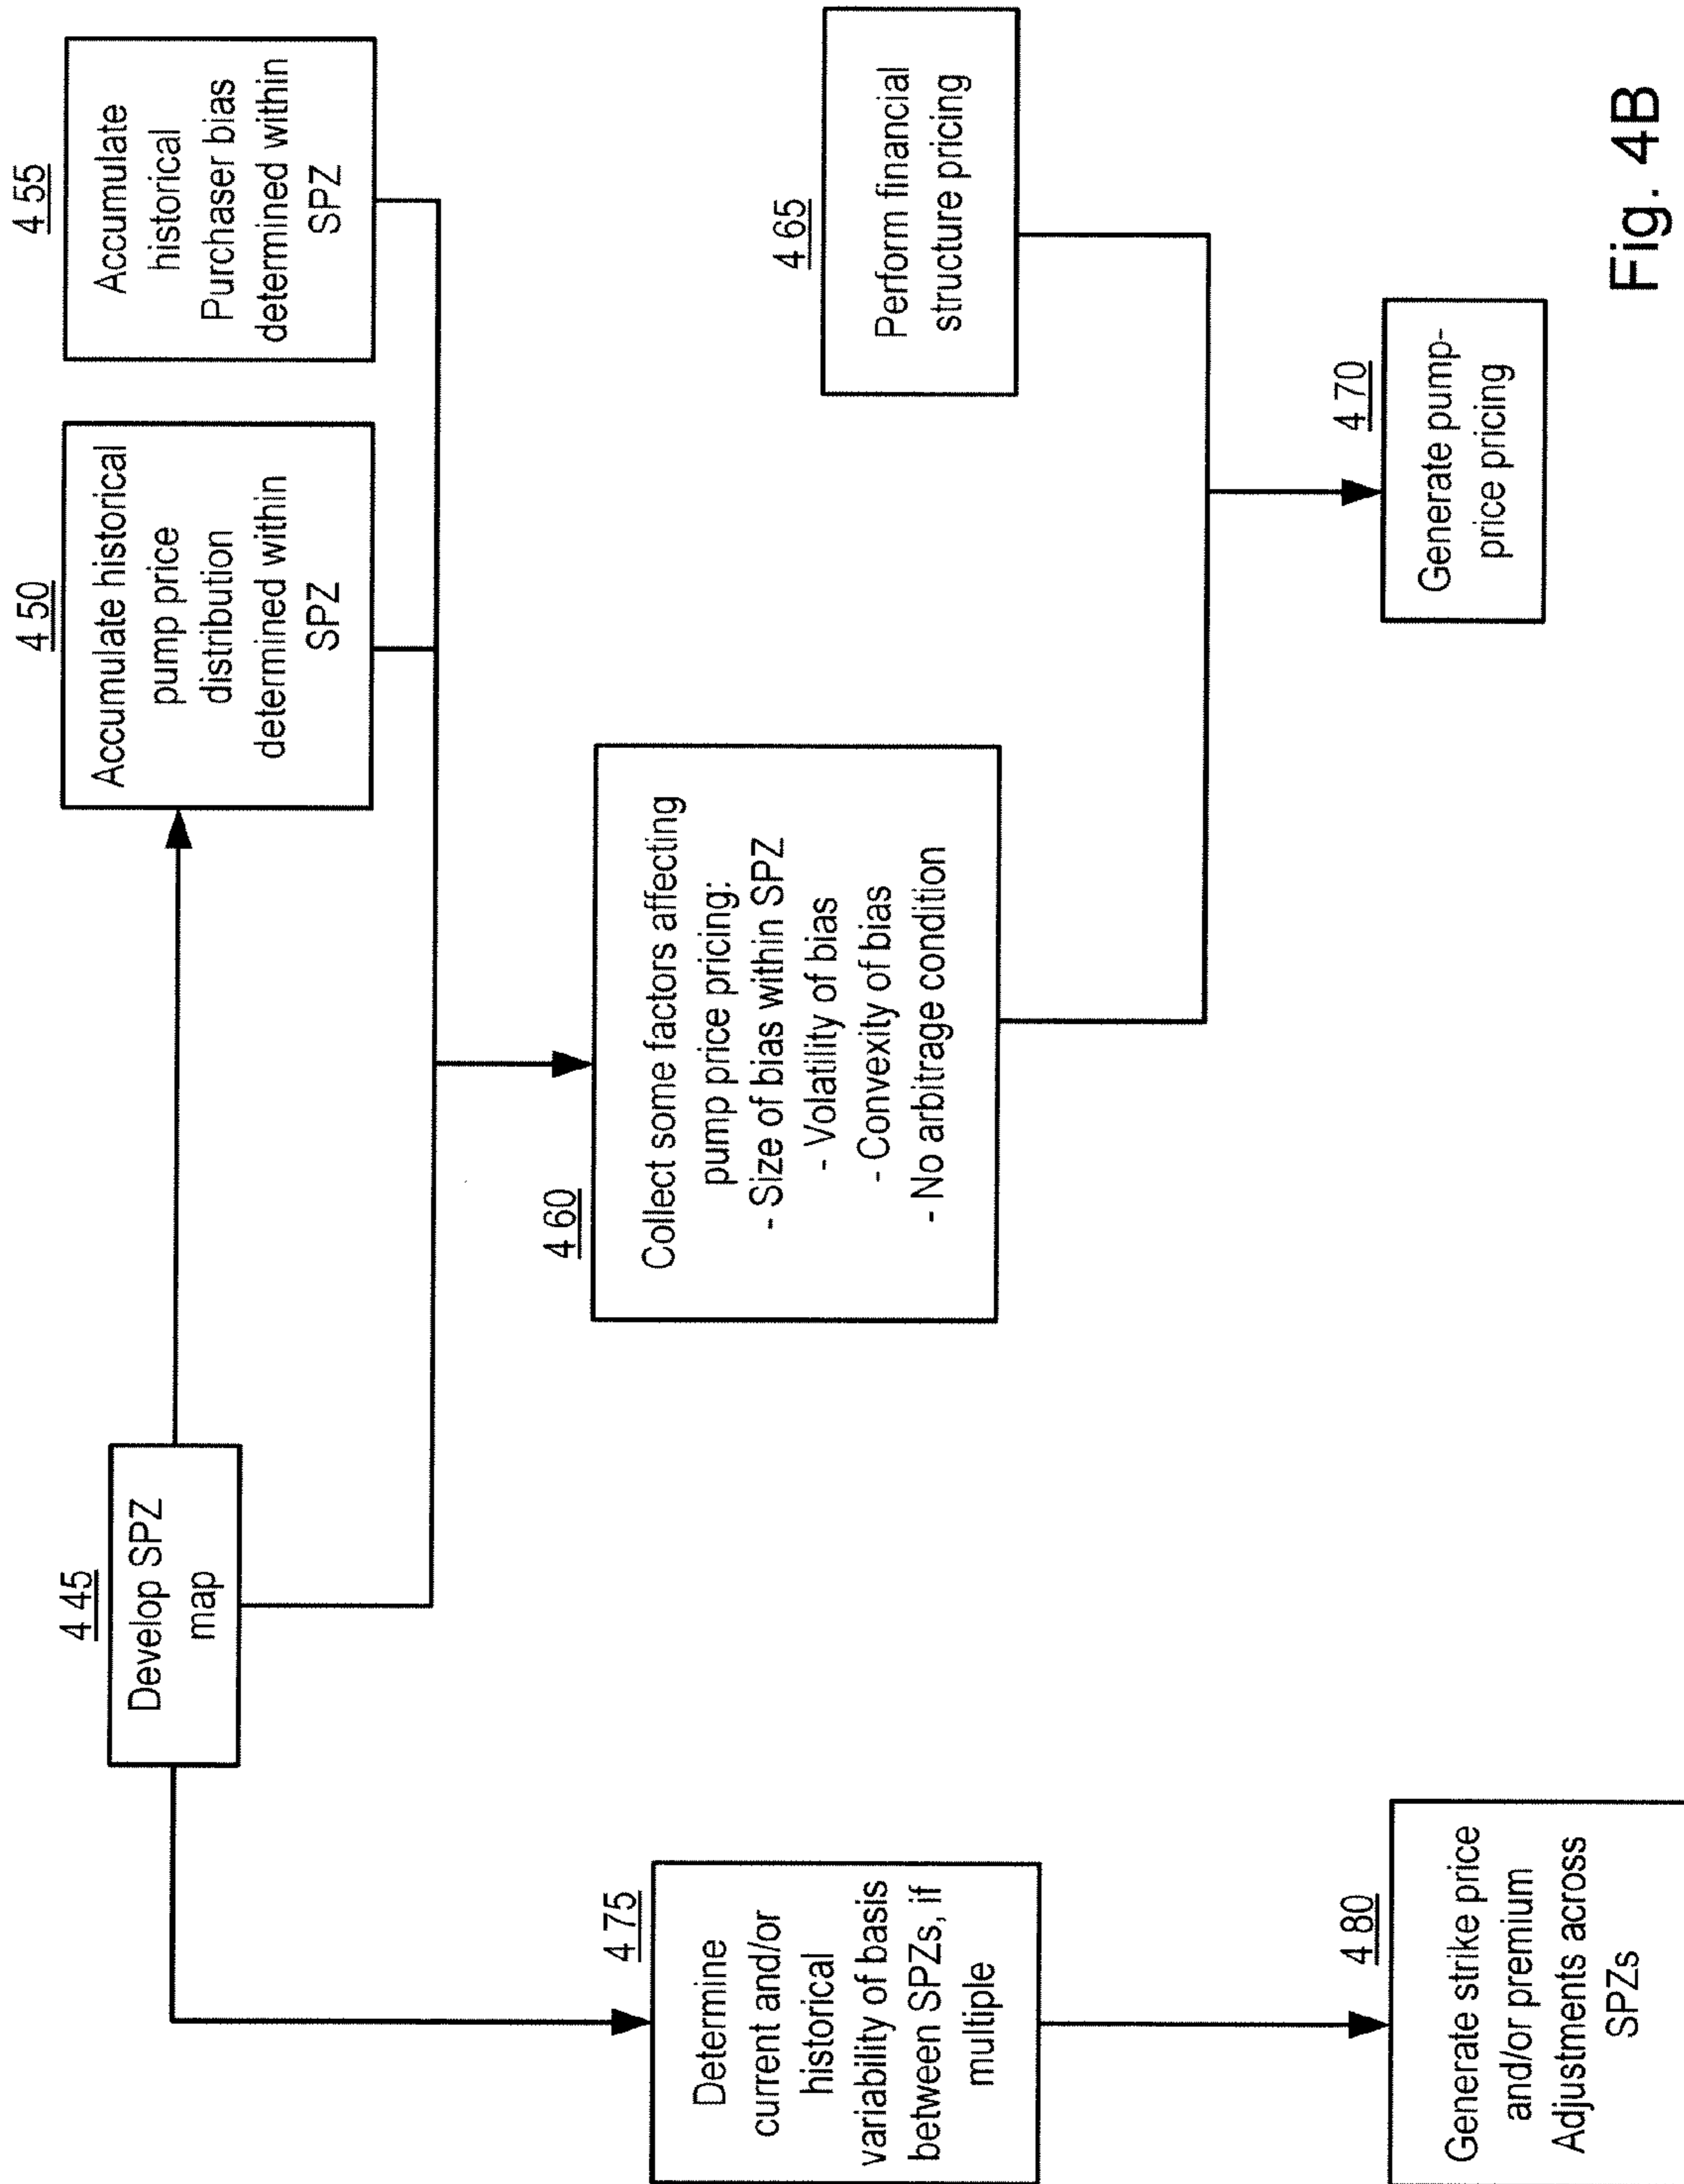 4 45
Develop SPZ
map
4 50
Accumulate historical
pump price
distribution
determined within
SPZ
4 55
Accumulate
historical
Purchaser bias
determined within
SPZ
4 60
Collect some factors affecting
pump price pricing:
- Size of bias within SPZ
- Volatility of bias
- Convexity of bias
- No arbitrage condition
4 65
Perform financial
structure pricing
4 70
Generate pump-
price pricing
4 75
Determine
current and/or
historical
variability of basis
between SPZs, if
multiple
4 80
Generate strike price
and/or premium
Adjustments across
SPZs
Fig. 4B